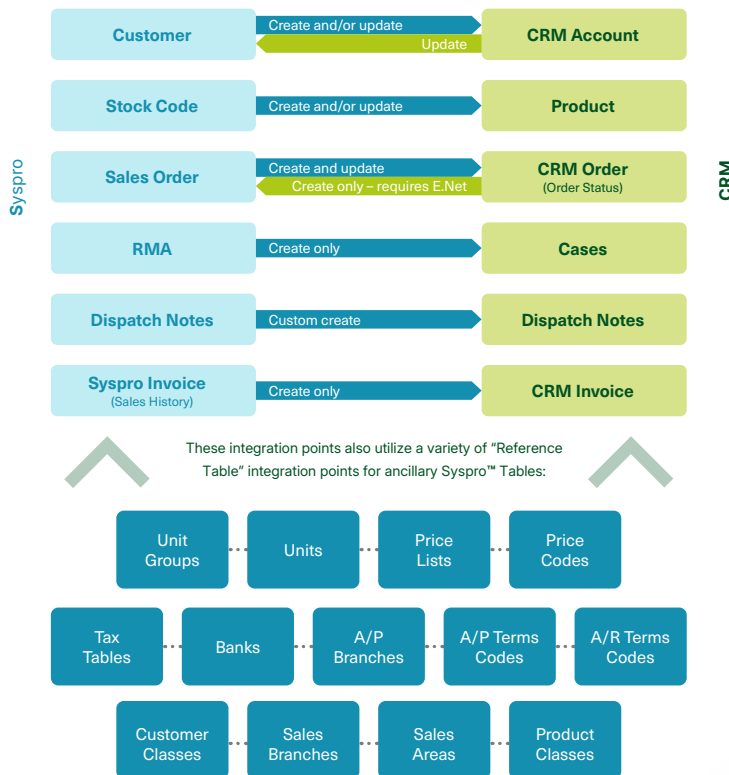 Syspro
CRM
Customer
Create and/or update
Update
CRM Account
Stock Code
Create and/or update
Product
Sales Order
Create and update
Create only – requires E.Net
CRM Order
(Order Status)
RMA
Create only
Cases
Dispatch Notes
Custom create
Dispatch Notes
Syspro Invoice
(Sales History)
Create only
CRM Invoice
These integration points also utilize a variety of “Reference
Table” integration points for ancillary Syspro™ Tables:
Unit
Groups
Units
Price
Lists
Price
Codes
Tax
Tables
Banks
A/P
Branches
A/P Terms
Codes
A/R Terms
Codes
Customer
Classes
Sales
Branches
Sales
Areas
Product
Classes